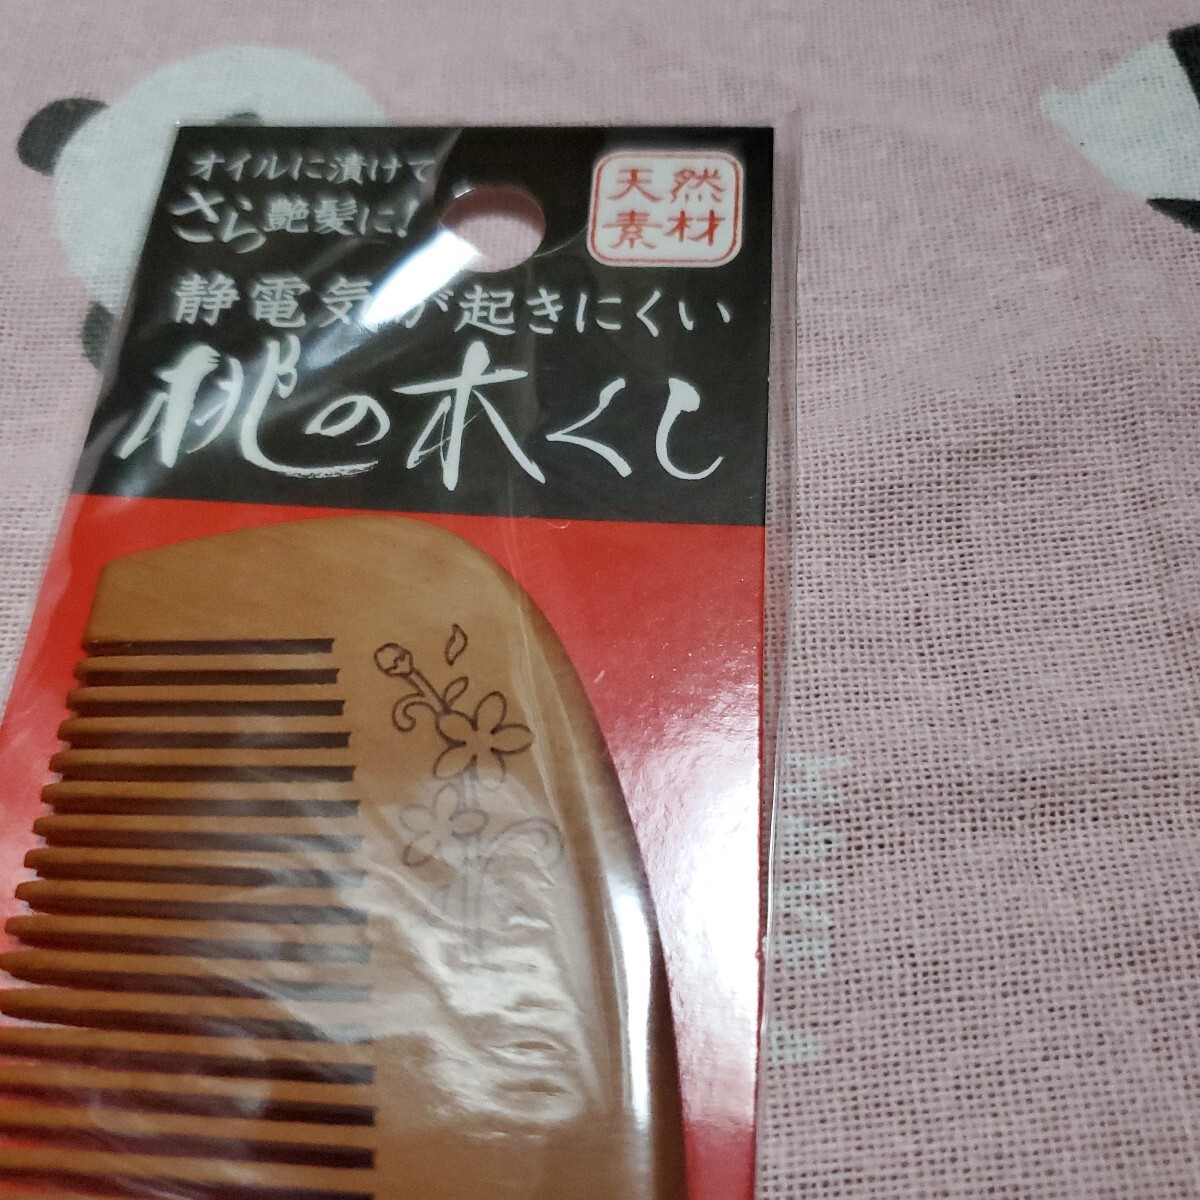 オイルに漬けて
さら艶髪に!
天然
素材
静電気が起きにくい
桃の木くし